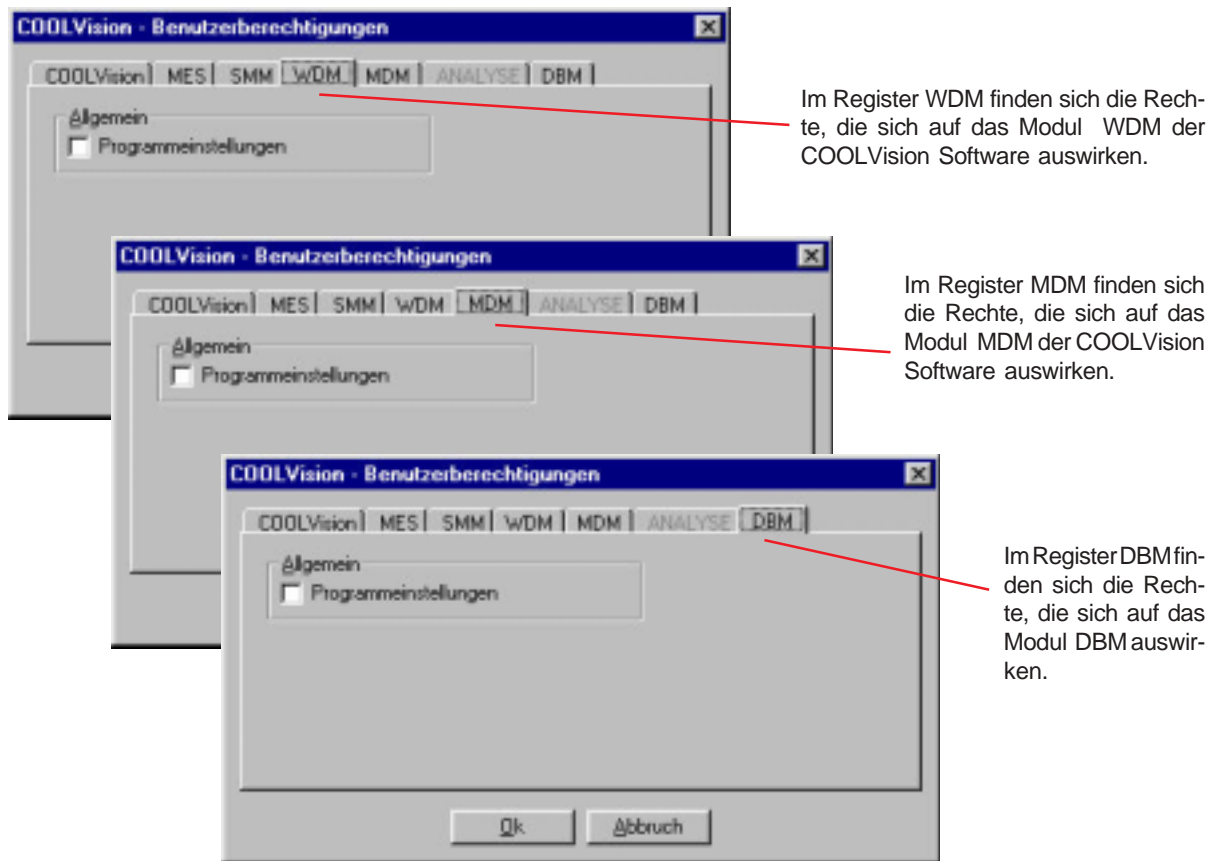 COOLVision - Benutzerberechtigungen
COOLVision MES SMM WDM MDM ANALYSE DBM
Allgemein
Programmeinstellungen
Im Register WDM finden sich die Rech-
te, die sich auf das Modul WDM der
COOLVision Software auswirken.
COOLVision - Benutzerberechtigungen
COOLVision MES SMM WDM MDM ANALYSE DBM
Allgemein
Programmeinstellungen
Im Register MDM finden sich
die Rechte, die sich auf das
Modul MDM der COOLVision
Software auswirken.
COOLVision - Benutzerberechtigungen
COOLVision MES SMM WDM MDM ANALYSE DBM
Allgemein
Programmeinstellungen
Im Register DBM fin-
den sich die Rech-
te, die sich auf das
Modul DBM auswir-
ken.
Ok Abbruch